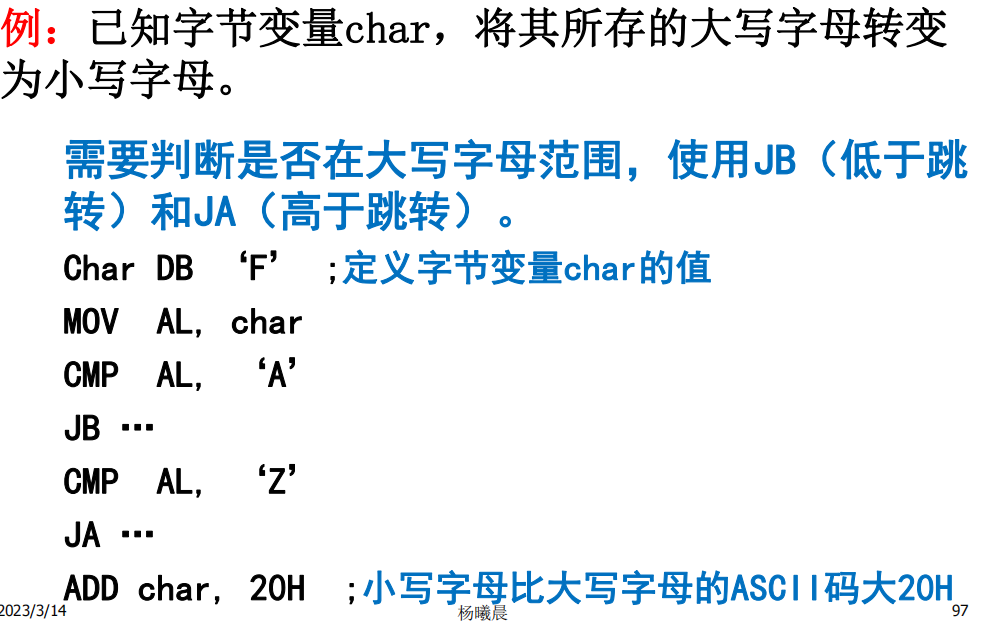 例：已知字节变量char，将其所存的大写字母转变
为小写字母。
需要判断是否在大写字母范围，使用JB（低于跳
转）和JA（高于跳转）。
Char DB ‘F’ ;定义字节变量char的值
MOV AL, char
CMP AL, ‘A’
JB …
CMP AL, ‘Z’
JA …
ADD char, 20H ;小写字母比大写字母的ASCII码大20H
2023/3/14 杨曦晨 97